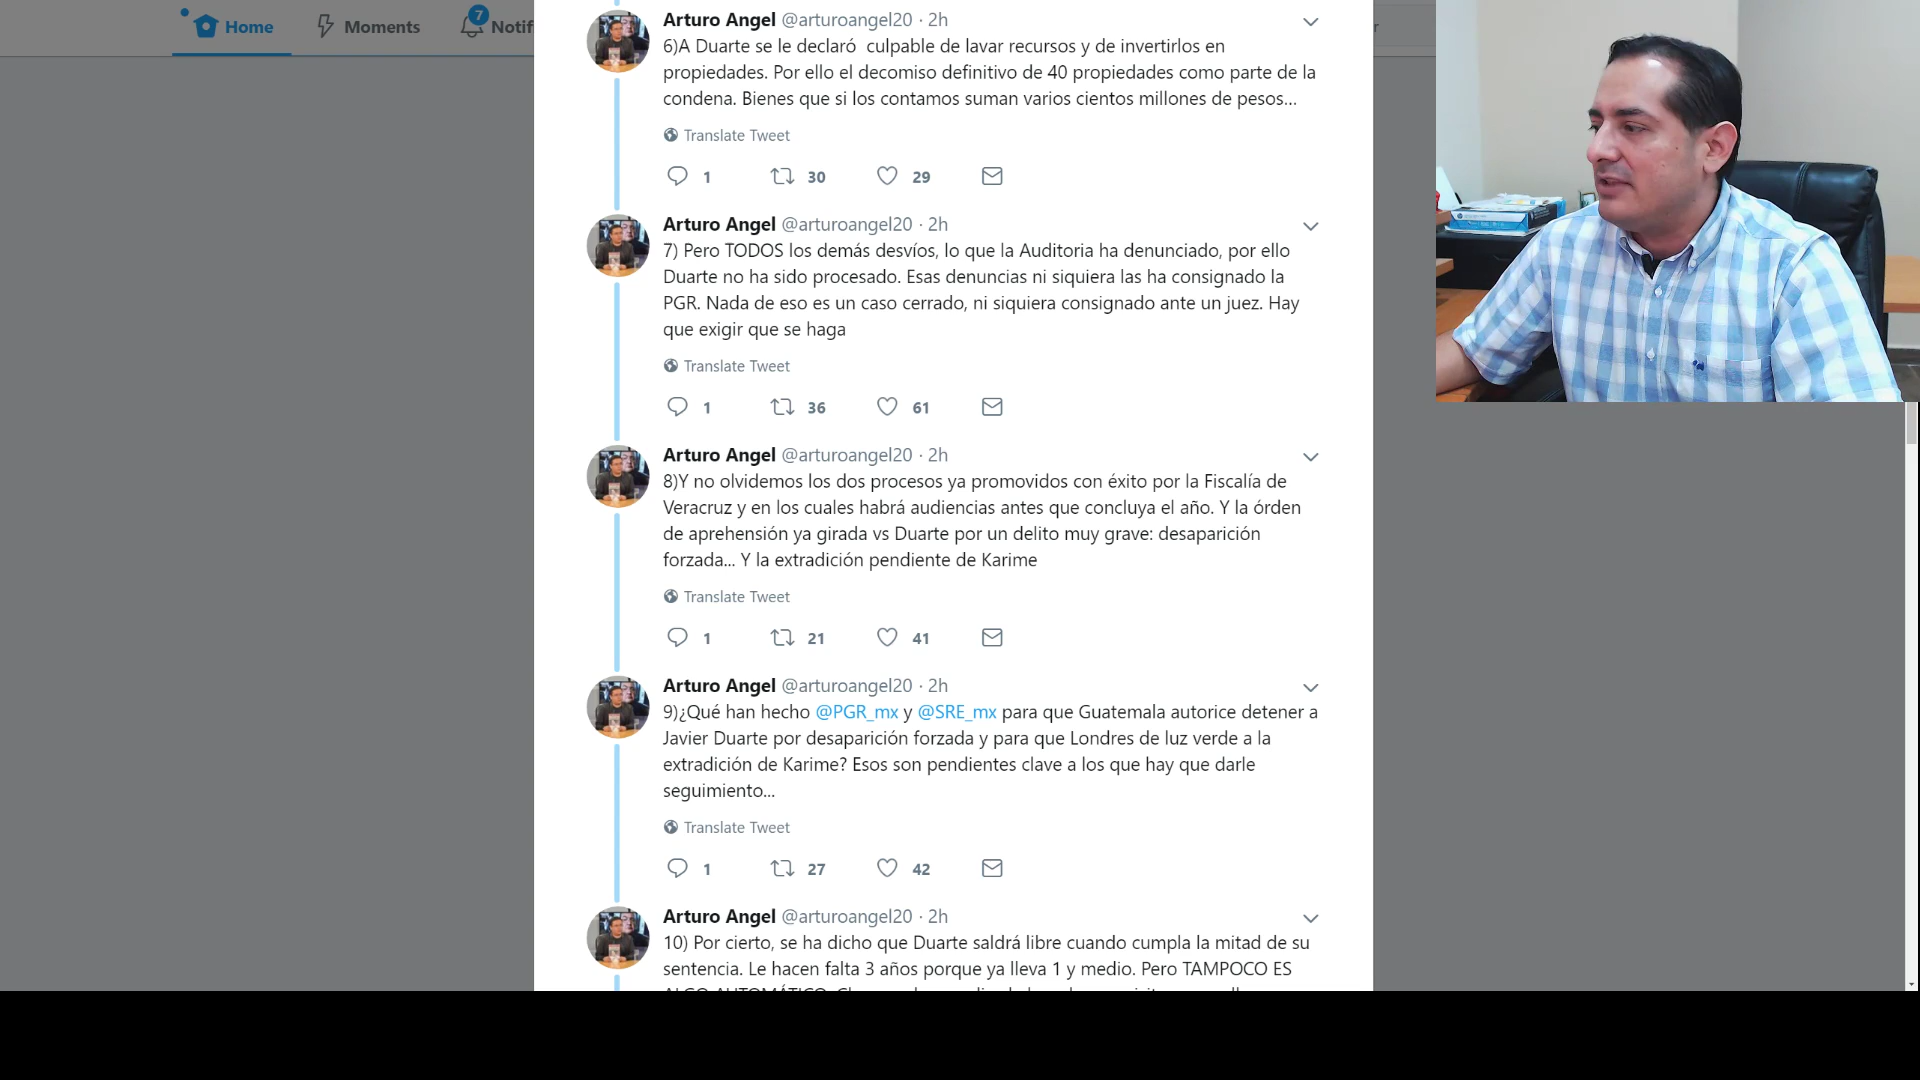 Home
Moments
7
Notif
Arturo Angel @arturoangel20 · 2h
6)A Duarte se le declaró culpable de lavar recursos y de invertirlos en
propiedades. Por ello el decomiso definitivo de 40 propiedades como parte de la
condena. Bienes que si los contamos suman varios cientos millones de pesos...
Translate Tweet
1 30 29
Arturo Angel @arturoangel20 · 2h
7) Pero TODOS los demás desvíos, lo que la Auditoria ha denunciado, por ello
Duarte no ha sido procesado. Esas denuncias ni siquiera las ha consignado la
PGR. Nada de eso es un caso cerrado, ni siquiera consignado ante un juez. Hay
que exigir que se haga
Translate Tweet
1 36 61
Arturo Angel @arturoangel20 · 2h
8)Y no olvidemos los dos procesos ya promovidos con éxito por la Fiscalía de
Veracruz y en los cuales habrá audiencias antes que concluya el año. Y la órden
de aprehensión ya girada vs Duarte por un delito muy grave: desaparición
forzada... Y la extradición pendiente de Karime
Translate Tweet
1 21 41
Arturo Angel @arturoangel20 · 2h
9)¿Qué han hecho @PGR_mx y @SRE_mx para que Guatemala autorice detener a
Javier Duarte por desaparición forzada y para que Londres de luz verde a la
extradición de Karime? Esos son pendientes clave a los que hay que darle
seguimiento...
Translate Tweet
1 27 42
Arturo Angel @arturoangel20 · 2h
10) Por cierto, se ha dicho que Duarte saldrá libre cuando cumpla la mitad de su
sentencia. Le hacen falta 3 años porque ya lleva 1 y medio. Pero TAMPOCO ES